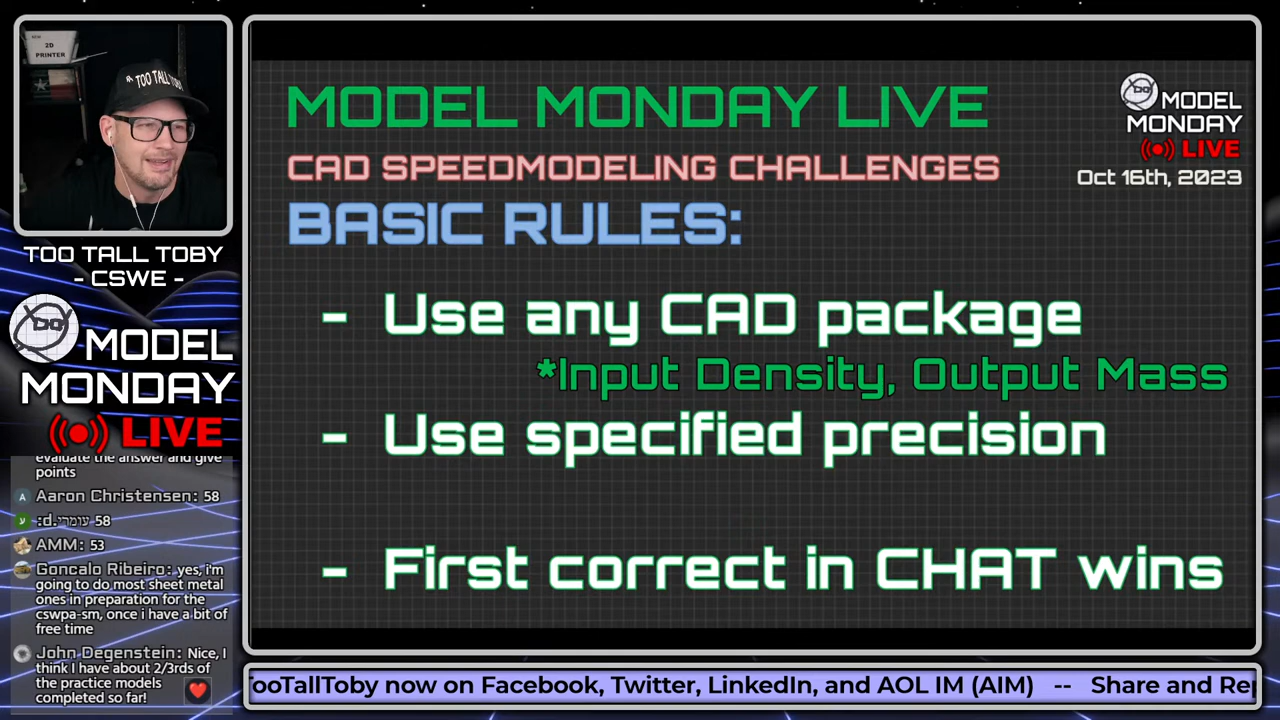 NEW
2D
PRINTER
TOO TALL TOBY
TOO TALL TOBY
- CSWE -
MODEL
MONDAY
LIVE
evaluate the answer and give
points
A Aaron Christensen: 58
ע :d.עומרי 58
AMM: 53
Goncalo Ribeiro: yes, i'm
going to do most sheet metal
ones in preparation for the
cswpa-sm, once i have a bit of
free time
John Degenstein: Nice, I
think I have about 2/3rds of
the practice models
completed so far!
MODEL MONDAY LIVE
CAD SPEEDMODELING CHALLENGES
BASIC RULES:
- Use any CAD package
*Input Density, Output Mass
- Use specified precision
- First correct in CHAT wins
MODEL
MONDAY
LIVE
Oct 16th, 2023
ooTallToby now on Facebook, Twitter, LinkedIn, and AOL IM (AIM) -- Share and Re